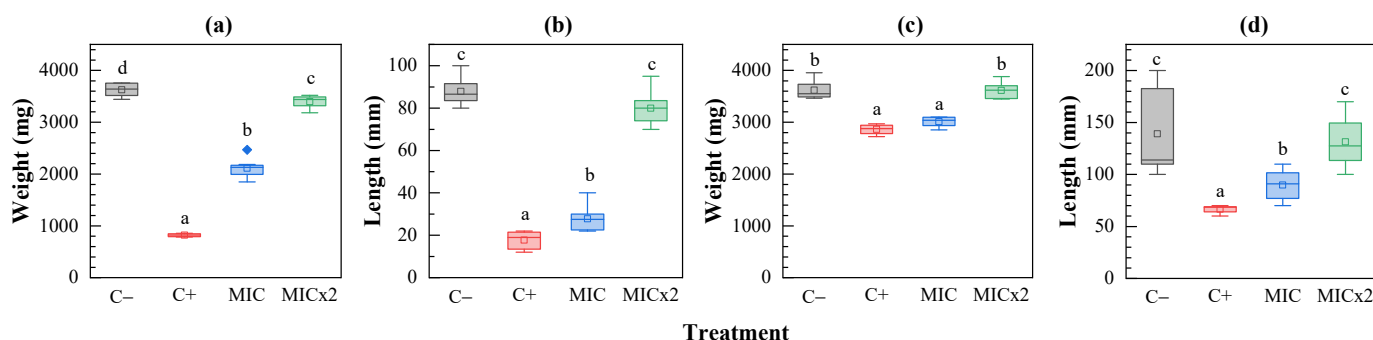 (a) (b) (c) (d)
Weight (mg)
4000
3000
2000
1000
0
d
a
b
c
C− C+ MIC MICx2
Length (mm)
100
80
60
40
20
0
c
a
b
c
C− C+ MIC MICx2
Weight (mg)
4000
3000
2000
1000
0
b
a
a
b
C− C+ MIC MICx2
Length (mm)
200
150
100
50
0
c
a
b
c
C− C+ MIC MICx2
Treatment